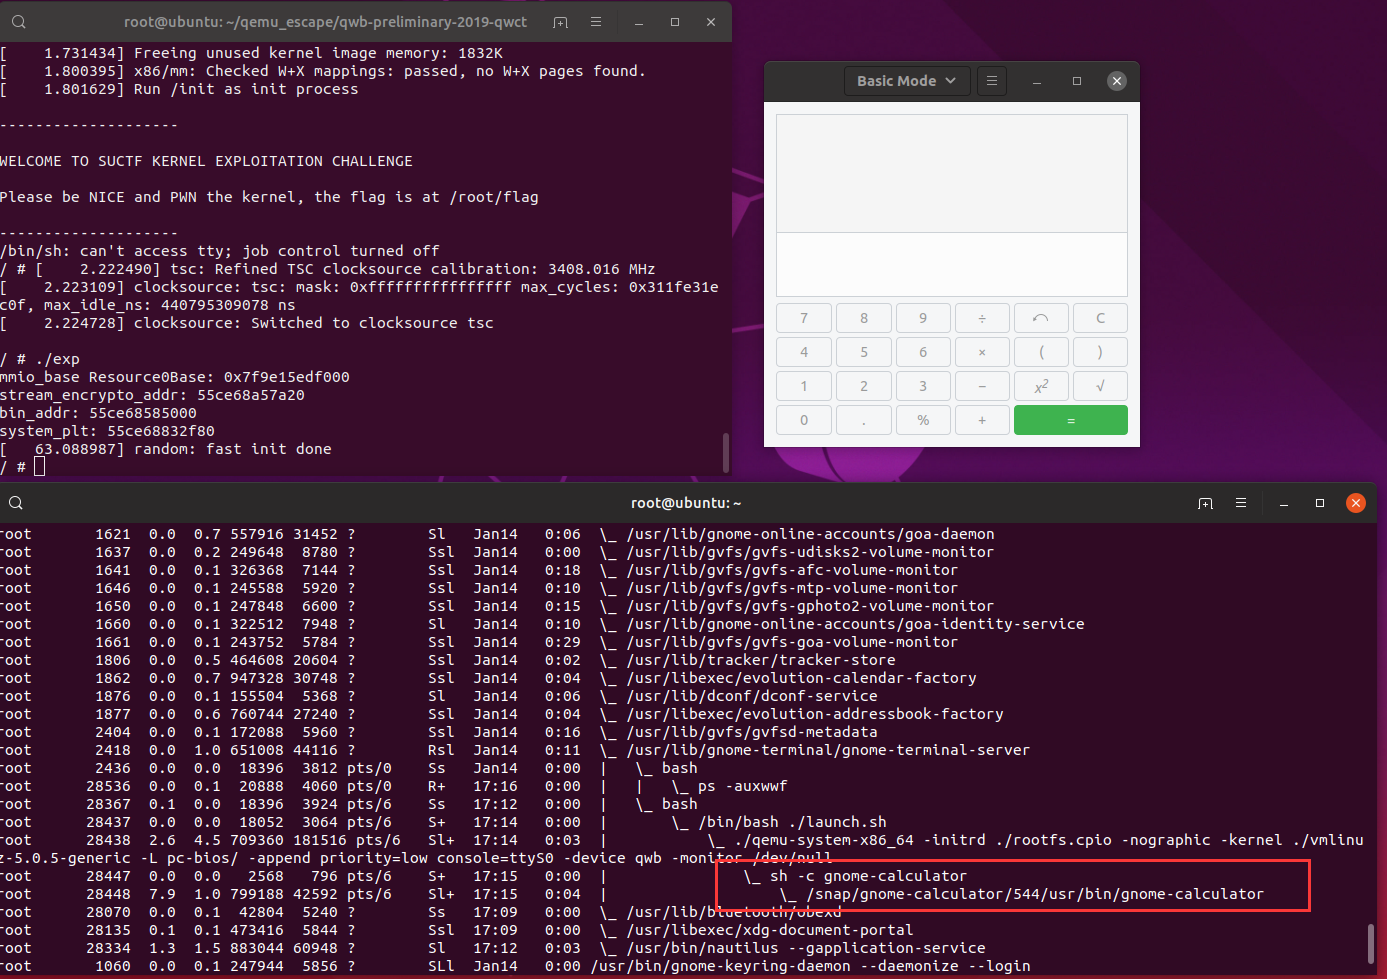 root@ubuntu: ~/qemu_escape/qwb-preliminary-2019-qwct
[    1.731434] Freeing unused kernel image memory: 1832K
[    1.800395] x86/mm: Checked W+X mappings: passed, no W+X pages found.
[    1.801629] Run /init as init process
--------------------
WELCOME TO SUCTF KERNEL EXPLOITATION CHALLENGE
Please be NICE and PWN the kernel, the flag is at /root/flag
--------------------
/bin/sh: can't access tty; job control turned off
/ # [    2.222490] tsc: Refined TSC clocksource calibration: 3408.016 MHz
[    2.223109] clocksource: tsc: mask: 0xffffffffffffffff max_cycles: 0x311fe31e
c0f, max_idle_ns: 440795309078 ns
[    2.224728] clocksource: Switched to clocksource tsc
/ # ./exp
mmio_base Resource0Base: 0x7f9e15edf000
stream_encrypto_addr: 55ce68a57a20
bin_addr: 55ce68585000
system_plt: 55ce68832f80
[   63.088987] random: fast init done
/ #
Basic Mode
7 8 9 ÷ C
4 5 6 × ( )
1 2 3 − x² √
0 . % + =
root@ubuntu: ~
root       1621  0.0  0.7 557916 31452 ?        Sl   Jan14   0:06  \_ /usr/lib/gnome-online-accounts/goa-daemon
root       1637  0.0  0.2 249648  8780 ?        Ssl  Jan14   0:00  \_ /usr/lib/gvfs/gvfs-udisks2-volume-monitor
root       1641  0.0  0.1 326368  7144 ?        Ssl  Jan14   0:18  \_ /usr/lib/gvfs/gvfs-afc-volume-monitor
root       1646  0.0  0.1 245588  5920 ?        Ssl  Jan14   0:10  \_ /usr/lib/gvfs/gvfs-mtp-volume-monitor
root       1650  0.0  0.1 247848  6600 ?        Ssl  Jan14   0:15  \_ /usr/lib/gvfs/gvfs-gphoto2-volume-monitor
root       1660  0.0  0.1 322512  7948 ?        Sl   Jan14   0:10  \_ /usr/lib/gnome-online-accounts/goa-identity-service
root       1661  0.0  0.1 243752  5784 ?        Ssl  Jan14   0:29  \_ /usr/lib/gvfs/gvfs-goa-volume-monitor
root       1806  0.0  0.5 464608 20604 ?        Ssl  Jan14   0:02  \_ /usr/lib/tracker/tracker-store
root       1862  0.0  0.7 947328 30748 ?        Ssl  Jan14   0:04  \_ /usr/libexec/evolution-calendar-factory
root       1876  0.0  0.1 155504  5368 ?        Sl   Jan14   0:06  \_ /usr/lib/dconf/dconf-service
root       1877  0.0  0.6 760744 27240 ?        Ssl  Jan14   0:04  \_ /usr/libexec/evolution-addressbook-factory
root       2404  0.0  0.1 172088  5960 ?        Ssl  Jan14   0:16  \_ /usr/lib/gvfs/gvfsd-metadata
root       2418  0.0  1.0 651008 44116 ?        Rsl  Jan14   0:11  \_ /usr/lib/gnome-terminal/gnome-terminal-server
root       2436  0.0  0.0  18396  3812 pts/0    Ss   Jan14   0:00  |   \_ bash
root      28536  0.0  0.1  20888  4060 pts/0    R+   17:16   0:00  |   |   \_ ps -auxwwf
root      28367  0.1  0.0  18396  3924 pts/6    Ss   17:12   0:00  |   \_ bash
root      28437  0.0  0.0  18052  3064 pts/6    S+   17:14   0:00  |       \_ /bin/bash ./launch.sh
root      28438  2.6  4.5 709360 181516 pts/6   Sl+  17:14   0:03  |           \_ ./qemu-system-x86_64 -initrd ./rootfs.cpio -nographic -kernel ./vmlinu
z-5.0.5-generic -L pc-bios/ -append priority=low console=ttyS0 -device qwb -monitor /dev/null
root      28447  0.0  0.0   2568   796 pts/6    S+   17:15   0:00  |               \_ sh -c gnome-calculator
root      28448  7.9  1.0 799188 42592 pts/6    Sl+  17:15   0:04  |                   \_ /snap/gnome-calculator/544/usr/bin/gnome-calculator
root      28070  0.0  0.1  42804  5240 ?        Ss   17:09   0:00  \_ /usr/lib/bluetooth/obexd
root      28135  0.1  0.1 473416  5844 ?        Ssl  17:09   0:00  \_ /usr/libexec/xdg-document-portal
root      28334  1.3  1.5 883044 60948 ?        Sl   17:12   0:03  \_ /usr/bin/nautilus --gapplication-service
root       1060  0.0  0.1 247944  5856 ?        SLl  Jan14   0:00 /usr/bin/gnome-keyring-daemon --daemonize --login